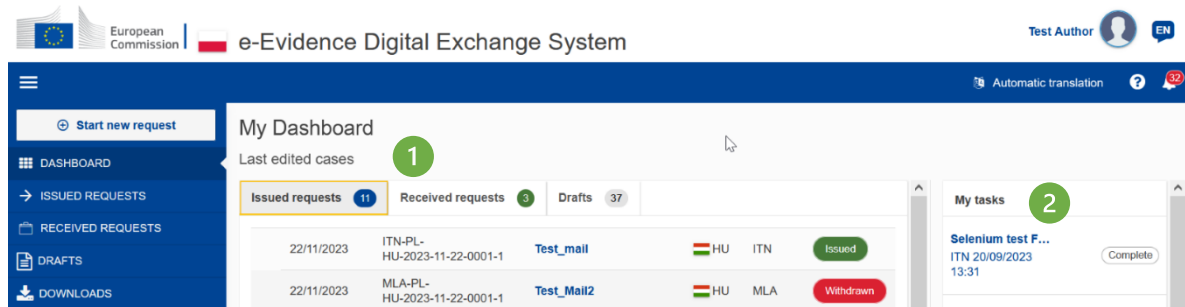 European
Commission
e-Evidence Digital Exchange System
Test Author
EN
Automatic translation
?
32
Start new request
My Dashboard
DASHBOARD
Last edited cases
1
ISSUED REQUESTS
Issued requests 11 Received requests 3 Drafts 37
My tasks 2
RECEIVED REQUESTS
22/11/2023 ITN-PL-
HU-2023-11-22-0001-1 Test_mail HU ITN Issued
Selenium test F...
ITN 20/09/2023
13:31
Complete
DRAFTS
DOWNLOADS
22/11/2023 MLA-PL-
HU-2023-11-22-0001-1 Test_Mail2 HU MLA Withdrawn